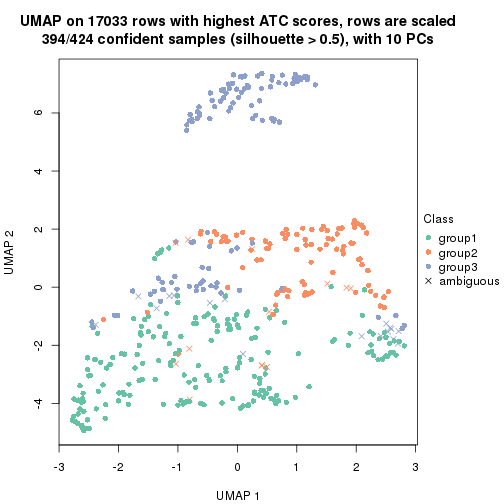 UMAP on 17033 rows with highest ATC scores, rows are scaled
394/424 confident samples (silhouette > 0.5), with 10 PCs
6
4
2
0
-2
-4
UMAP 2
-3
-2
-1
0
1
2
3
UMAP 1
Class
group1
group2
group3
ambiguous